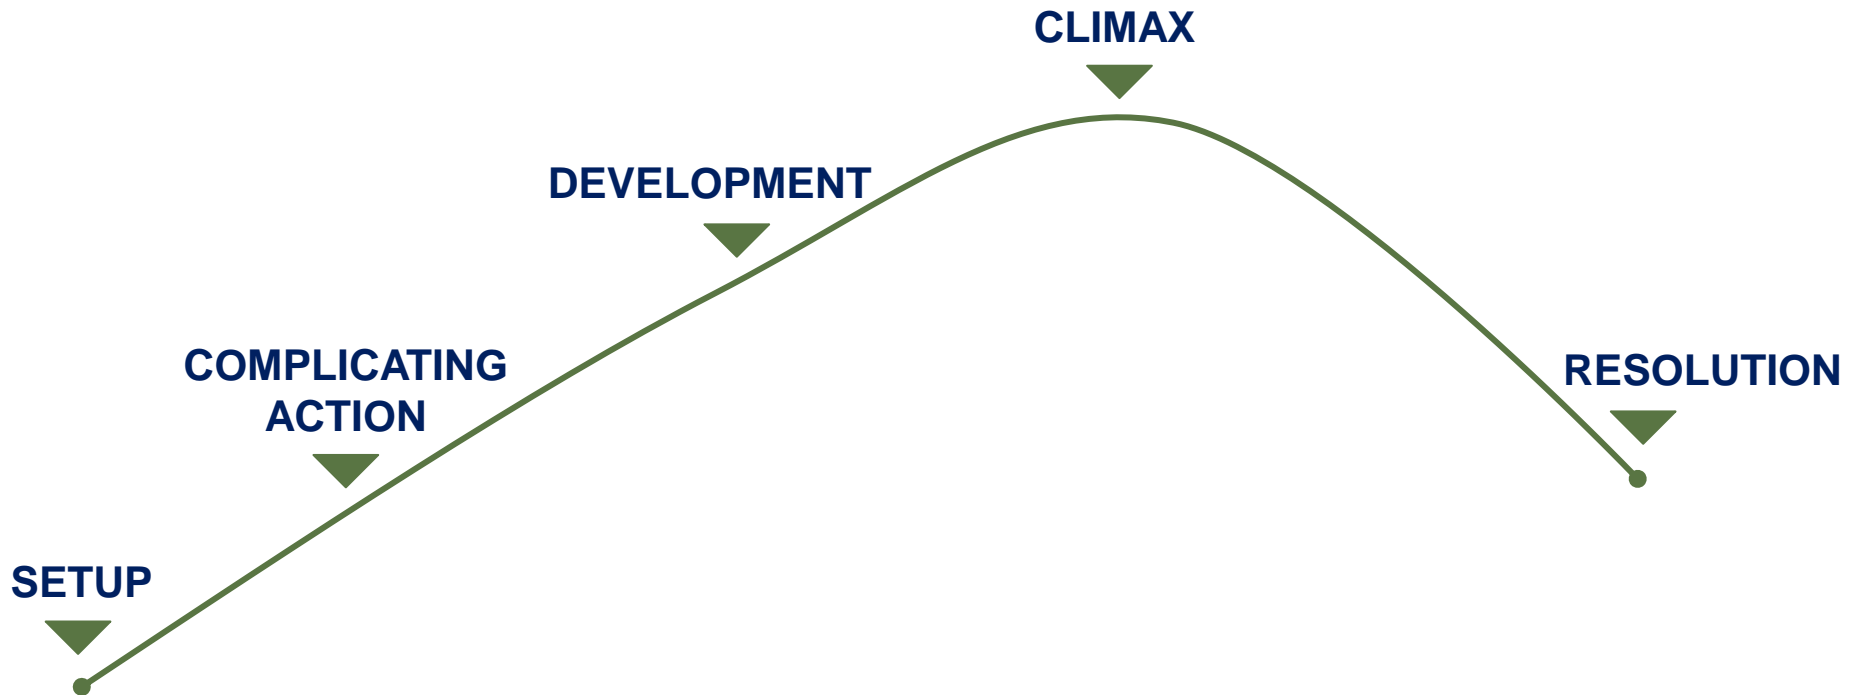 CLIMAX
DEVELOPMENT
COMPLICATING
ACTION
RESOLUTION
SETUP